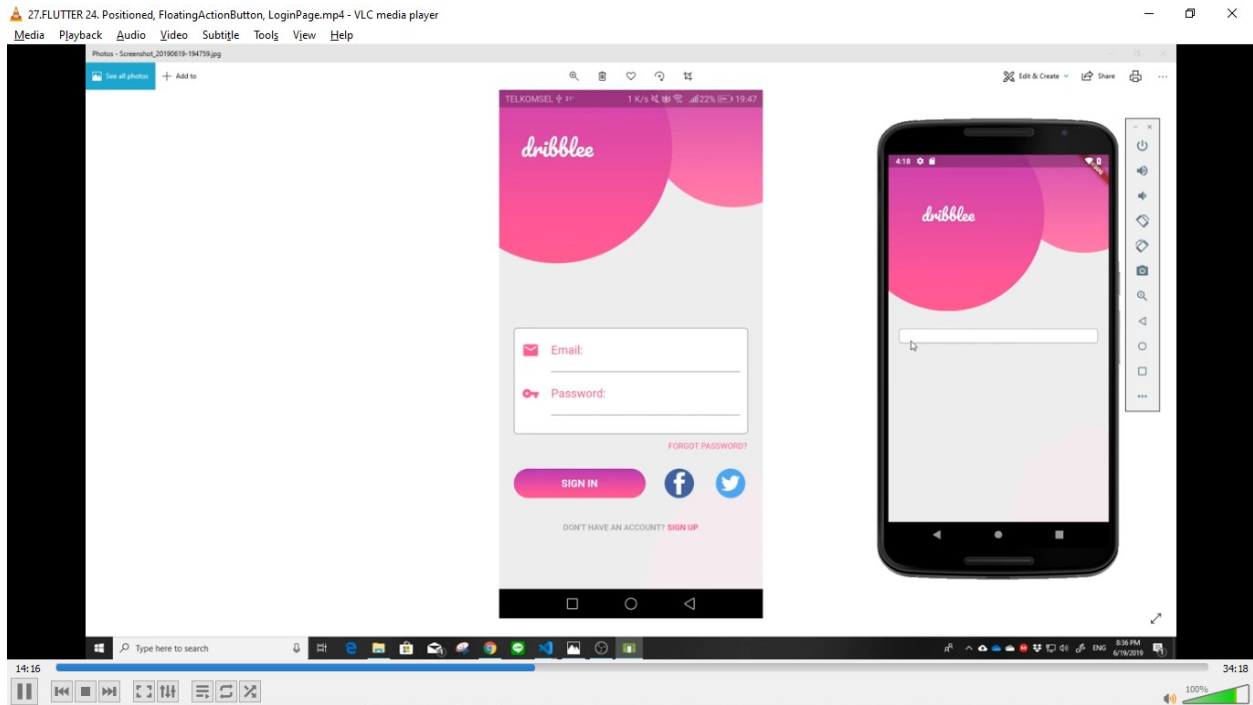 27.FLUTTER 24. Positioned, FloatingActionButton, LoginPage.mp4 - VLC media player
Media Playback Audio Video Subtitle Tools View Help
Photos - Screenshot_20190619-194759.jpg
See all photos + Add to
Edit & Create Share
TELKOMSEL 1 K/s 22% 19:47
dribblee
Email:
Password:
FORGOT PASSWORD?
SIGN IN
DON'T HAVE AN ACCOUNT? SIGN UP
4:18
dribblee
Type here to search
ENG
8:36 PM
6/19/2019
14:16
34:18
100%